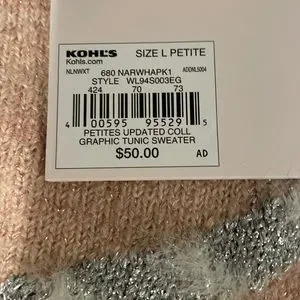 KOHL'S SIZE L PETITE
Kohls.com
NLNWXT 680 NARWHAPK1 ADDNL5004
STYLE WL94S003EG
424 70 73
4 00595 95529 5
PETITES UPDATED COLL
GRAPHIC TUNIC SWEATER
$50.00 AD